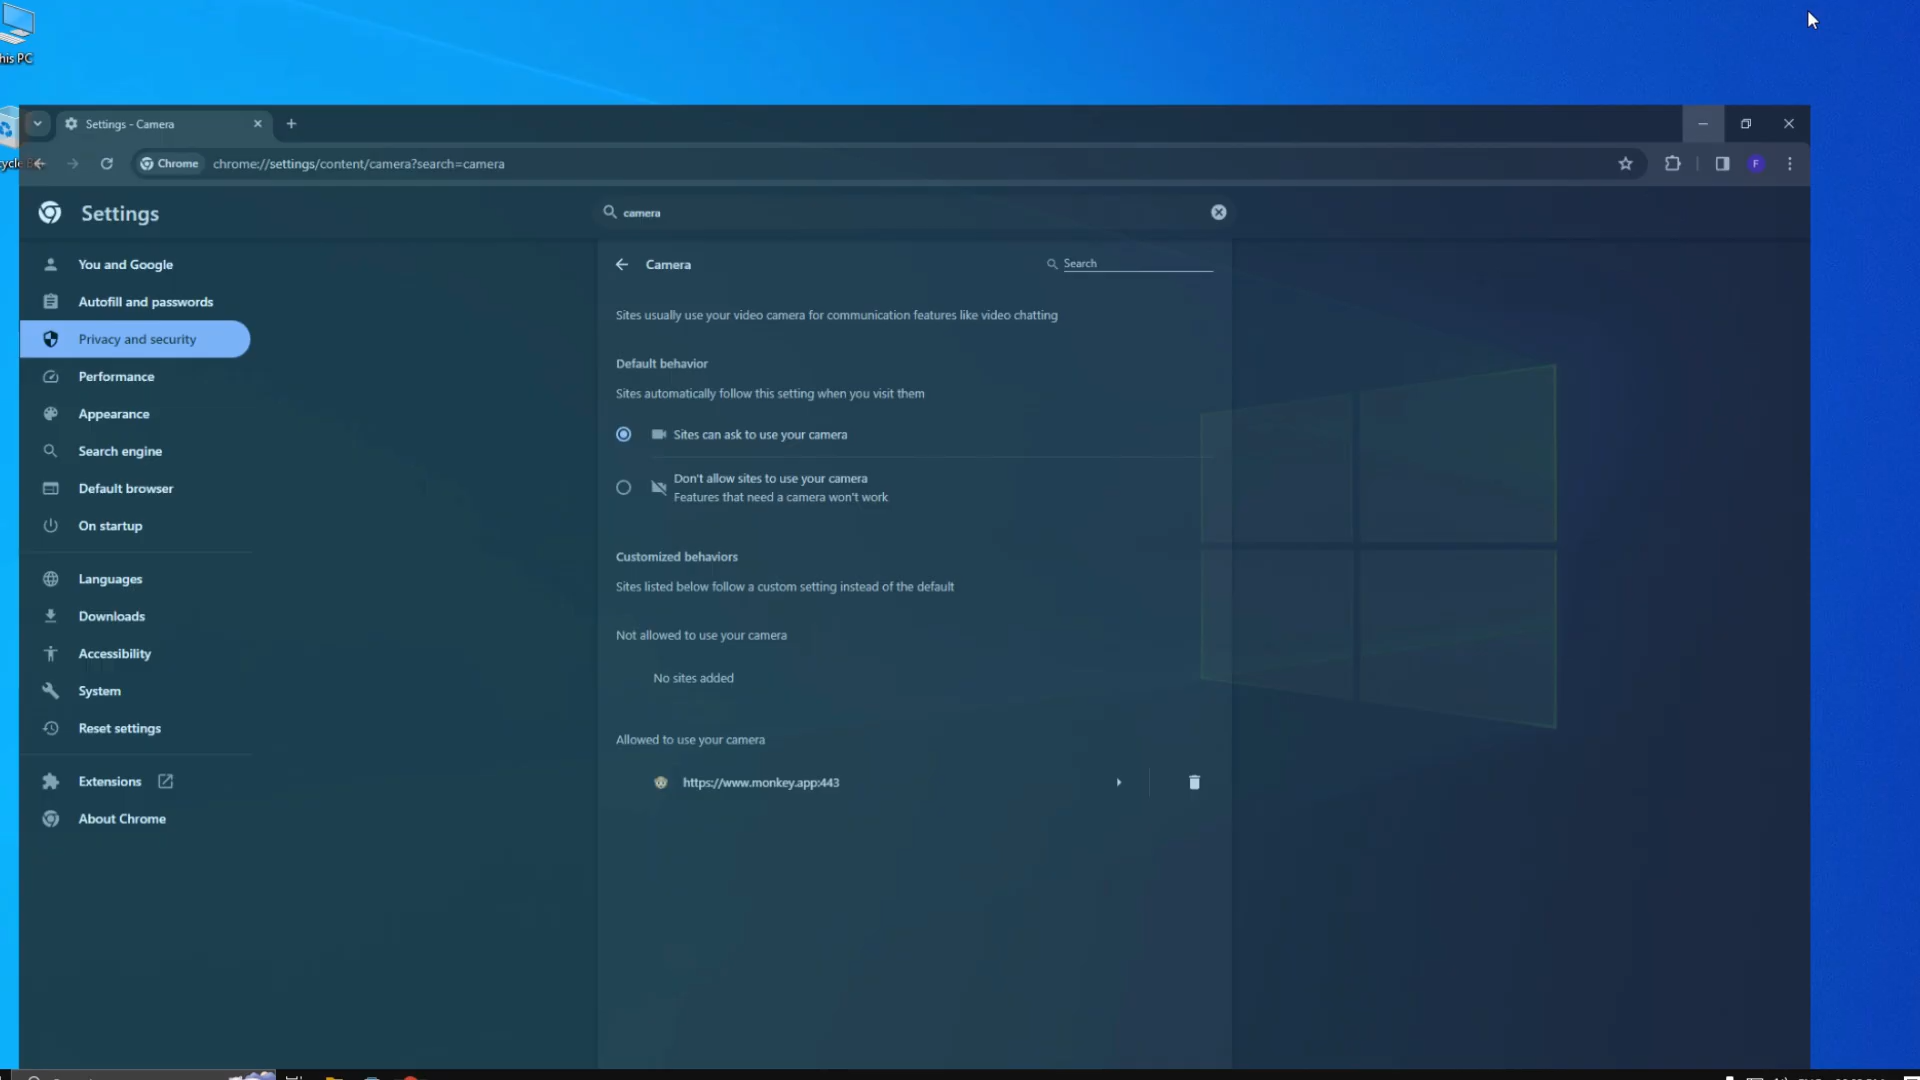 his PC
Settings - Camera
Chrome
chrome://settings/content/camera?search=camera
F
Settings
camera
You and Google
Autofill and passwords
Privacy and security
Performance
Appearance
Search engine
Default browser
On startup
Languages
Downloads
Accessibility
System
Reset settings
Extensions
About Chrome
Camera
Search
Sites usually use your video camera for communication features like video chatting
Default behavior
Sites automatically follow this setting when you visit them
Sites can ask to use your camera
Don't allow sites to use your camera
Features that need a camera won't work
Customized behaviors
Sites listed below follow a custom setting instead of the default
Not allowed to use your camera
No sites added
Allowed to use your camera
https://www.monkey.app:443